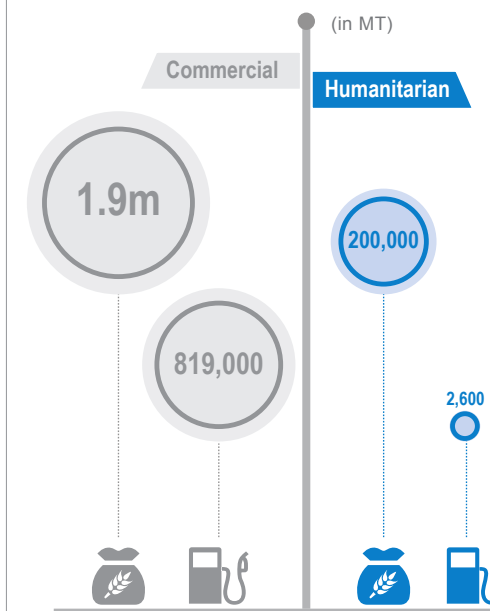 (in MT)
Commercial
Humanitarian
1.9m
200,000
819,000
2,600